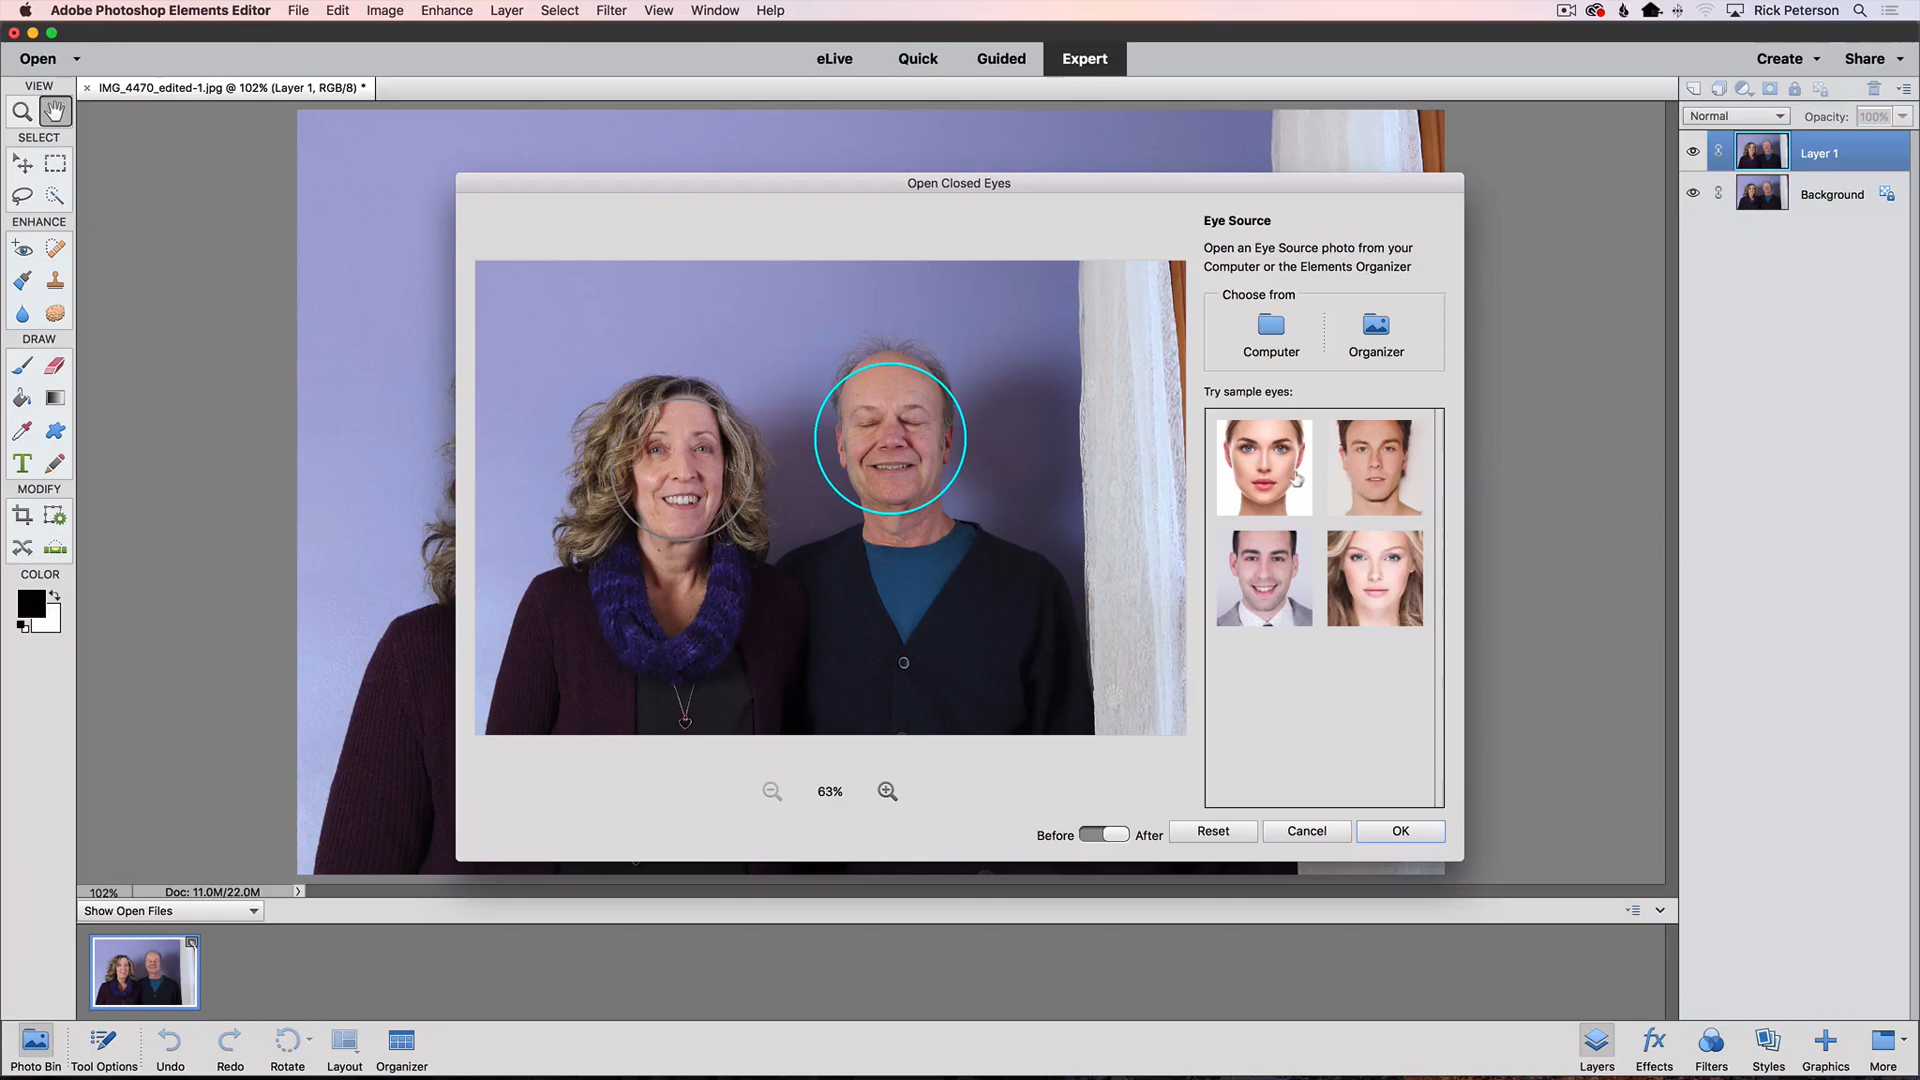 Adobe Photoshop Elements Editor File Edit Image Enhance Layer Select Filter View Window Help Rick Peterson
Open eLive Quick Guided Expert Create Share
VIEW × IMG_4470_edited-1.jpg @ 102% (Layer 1, RGB/8) *
Normal Opacity: 100%
SELECT
Layer 1
Open Closed Eyes
Background
ENHANCE
Eye Source
Open an Eye Source photo from your
Computer or the Elements Organizer
Choose from
DRAW
Computer Organizer
Try sample eyes:
T
MODIFY
COLOR
63%
Before After Reset Cancel OK
102% Doc: 11.0M/22.0M
Show Open Files
Photo Bin Tool Options Undo Redo Rotate Layout Organizer Layers fx Effects Filters Styles Graphics More